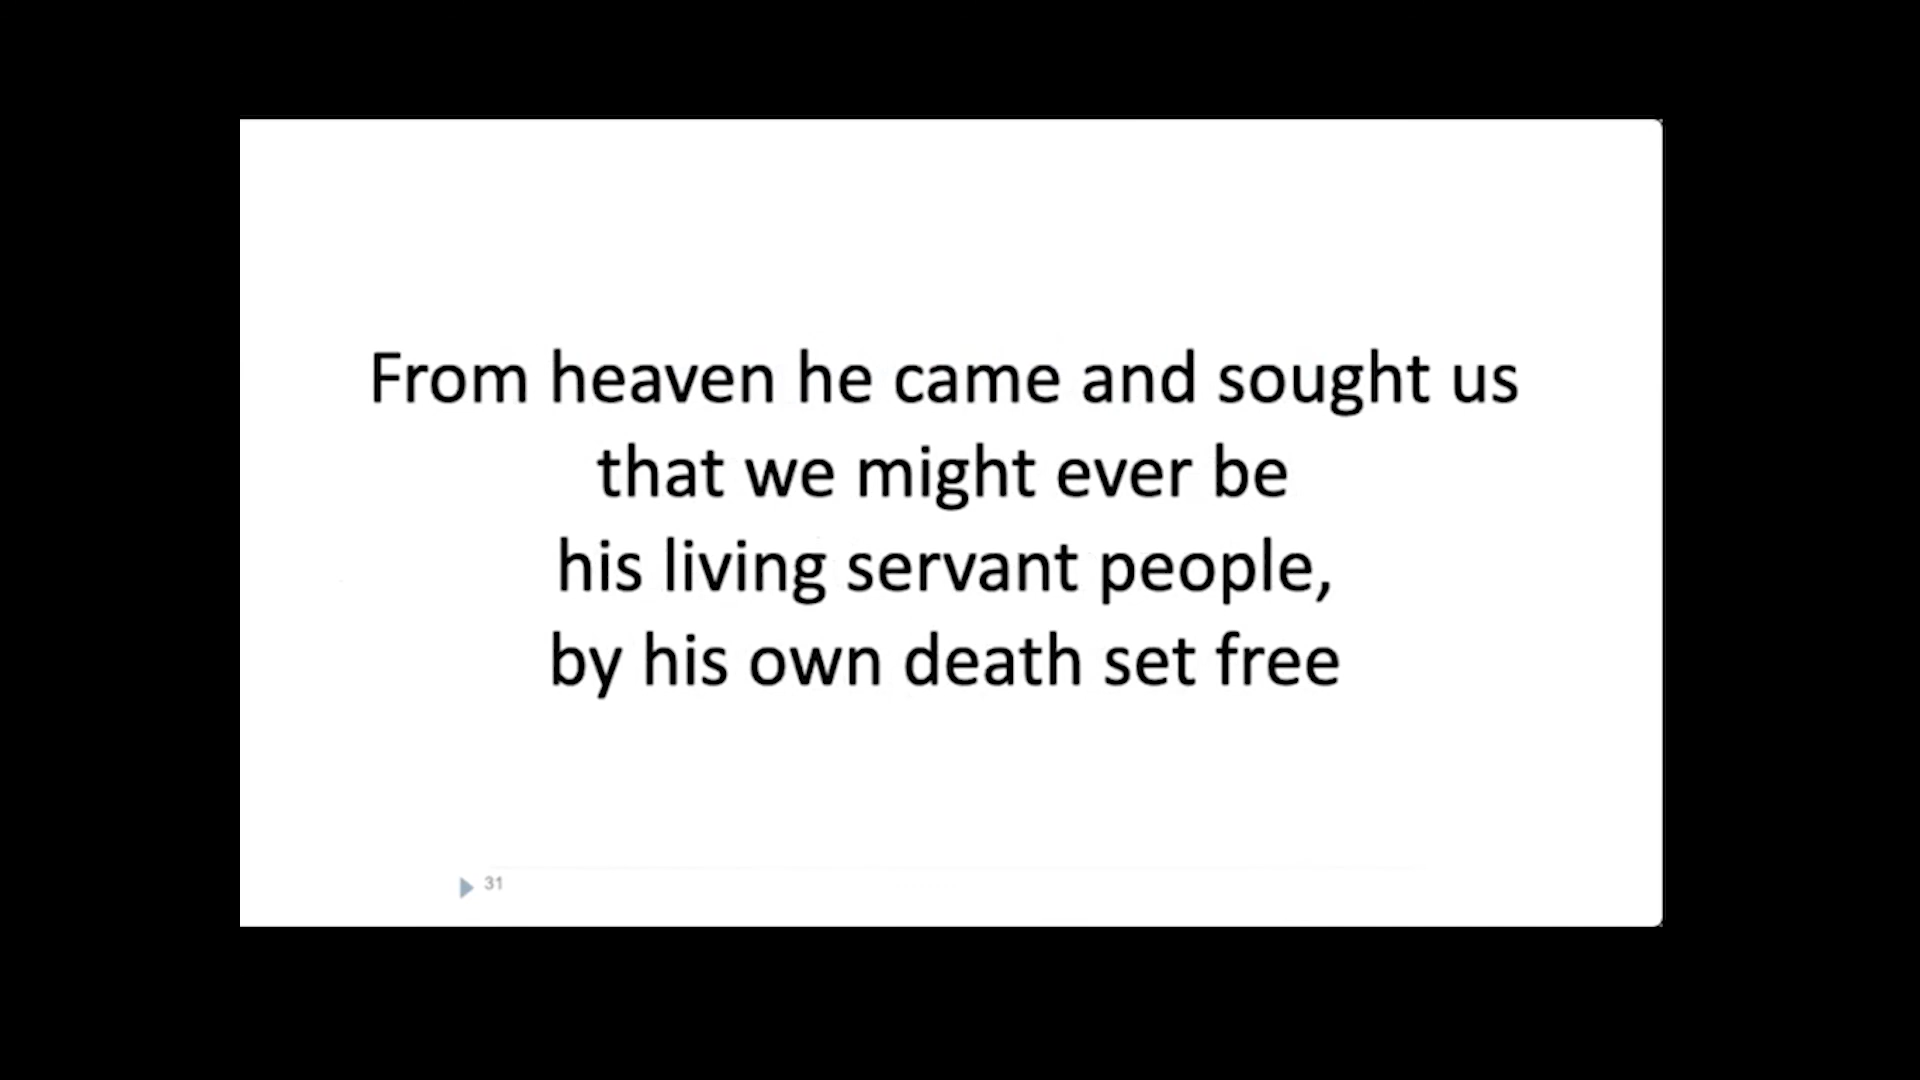 From heaven he came and sought us
that we might ever be
his living servant people,
by his own death set free
31